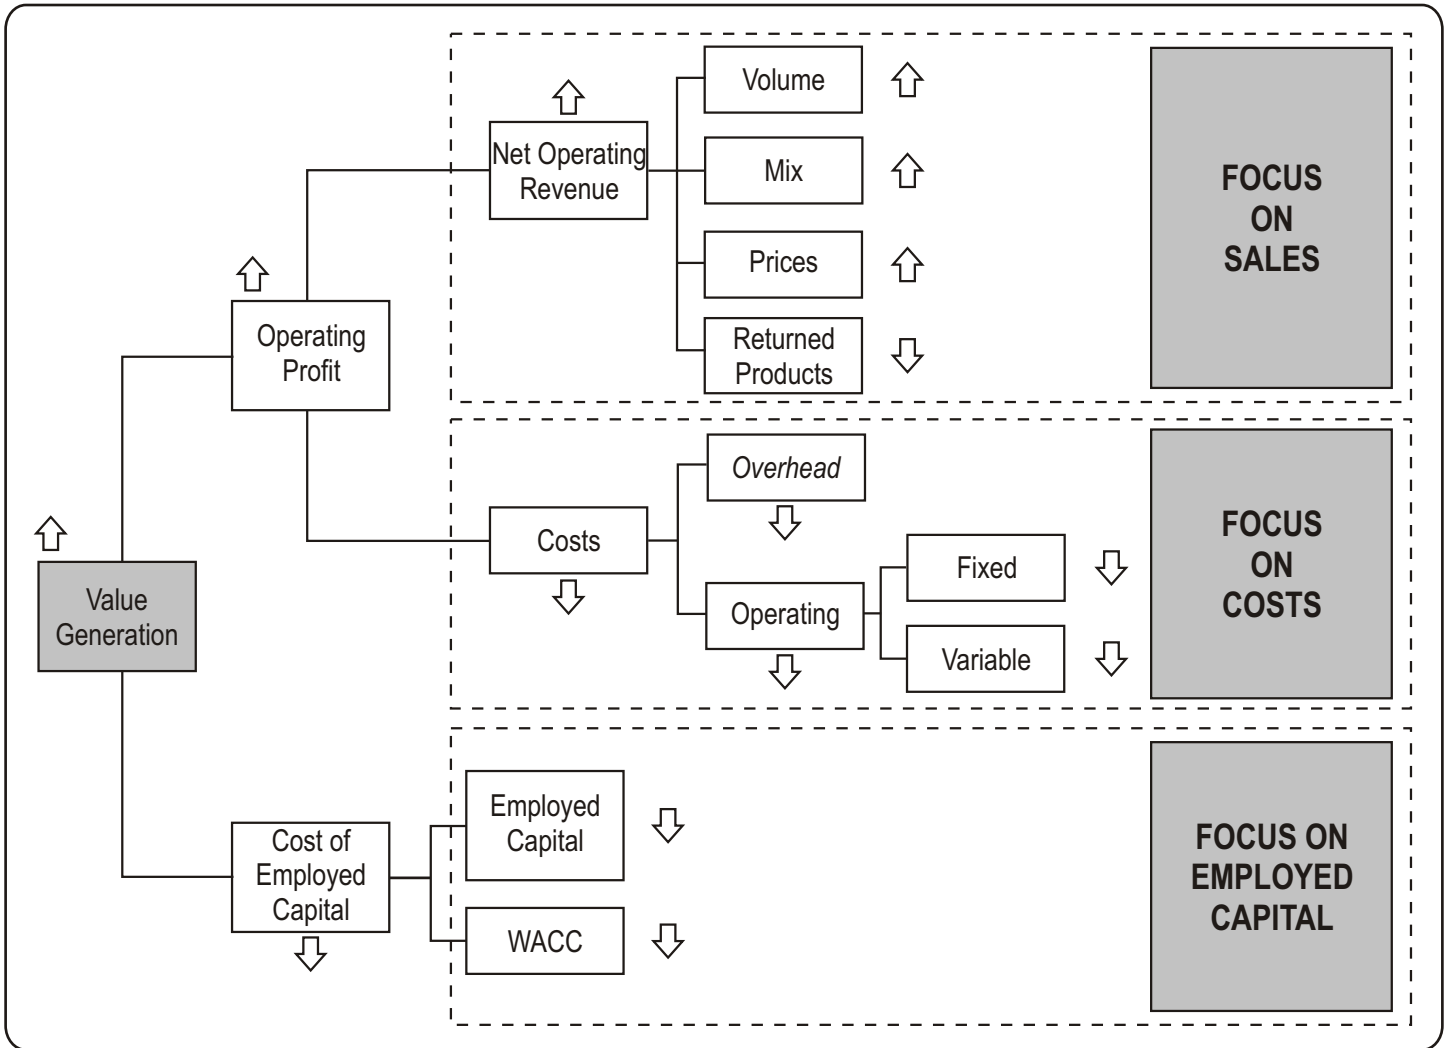 Volume
Net Operating
Revenue
Mix
Prices
Returned
Products
FOCUS
ON
SALES
Operating
Profit
Overhead
Costs
Operating
Fixed
Variable
FOCUS
ON
COSTS
Value
Generation
Employed
Capital
Cost of
Employed
Capital
WACC
FOCUS ON
EMPLOYED
CAPITAL